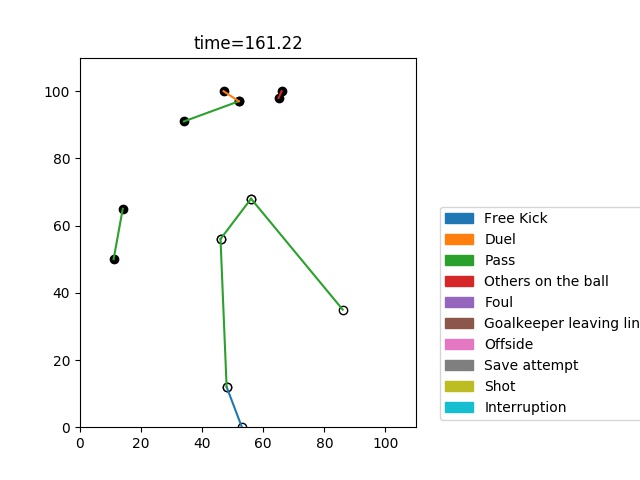 time=161.22
100
80
60
40
20
0
0 20 40 60 80 100
Free Kick
Duel
Pass
Others on the ball
Foul
Goalkeeper leaving lin
Offside
Save attempt
Shot
Interruption